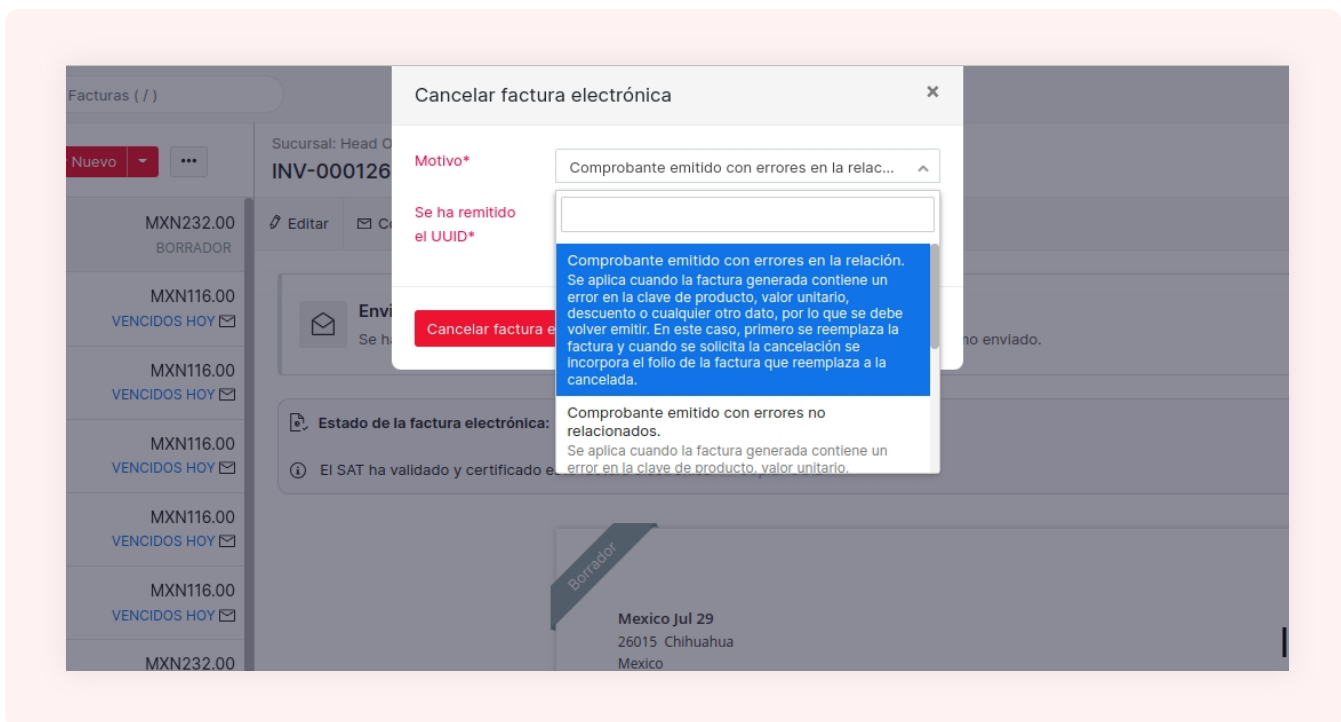 Facturas ( / )
Cancelar factura electrónica
Nuevo
Sucursal: Head O
INV-000126
Motivo*
Comprobante emitido con errores en la relac...
Se ha remitido
el UUID*
Editar
MXN232.00
BORRADOR
Comprobante emitido con errores en la relación.
Se aplica cuando la factura generada contiene un
error en la clave de producto, valor unitario,
descuento o cualquier otro dato, por lo que se debe
volver emitir. En este caso, primero se reemplaza la
factura y cuando se solicita la cancelación se
incorpora el folio de la factura que reemplaza a la
cancelada.
MXN116.00
VENCIDOS HOY
Envi
Se h
Cancelar factura e
no enviado.
MXN116.00
VENCIDOS HOY
Comprobante emitido con errores no
relacionados.
Se aplica cuando la factura generada contiene un
error en la clave de producto, valor unitario,
Estado de la factura electrónica:
MXN116.00
VENCIDOS HOY
El SAT ha validado y certificado e
MXN116.00
VENCIDOS HOY
Borrador
MXN116.00
VENCIDOS HOY
Mexico Jul 29
26015 Chihuahua
Mexico
MXN232.00